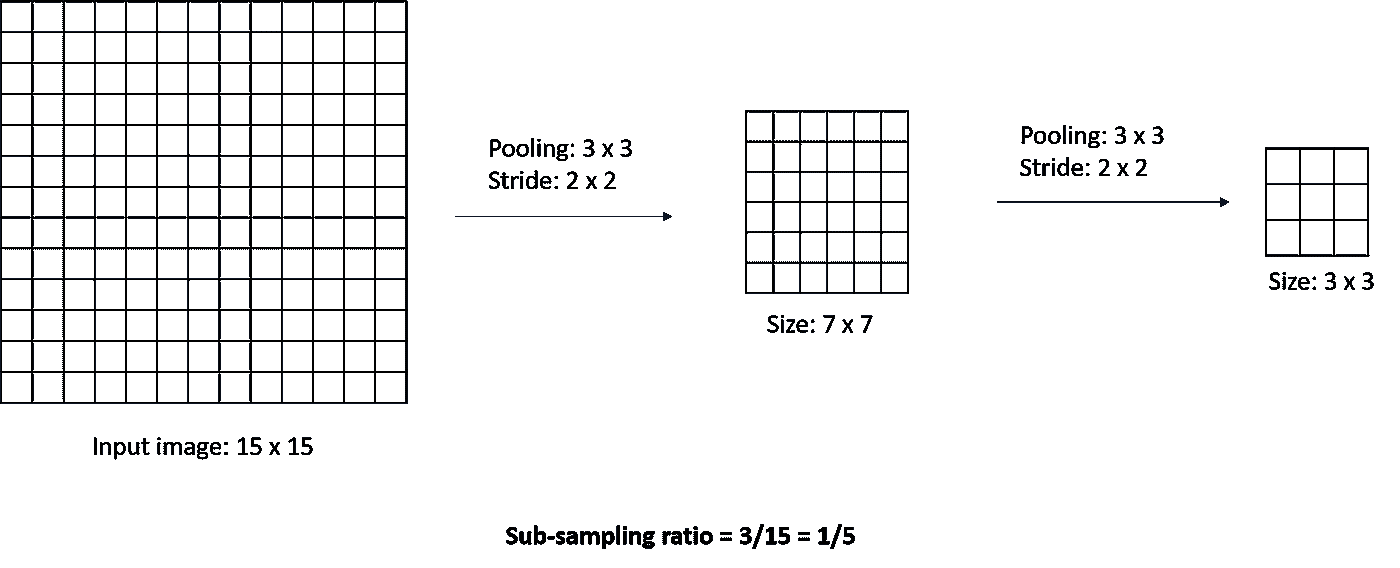 Pooling: 3 x 3
Stride: 2 x 2
Pooling: 3 x 3
Stride: 2 x 2
Size: 3 x 3
Size: 7 x 7
Input image: 15 x 15
Sub-sampling ratio = 3/15 = 1/5